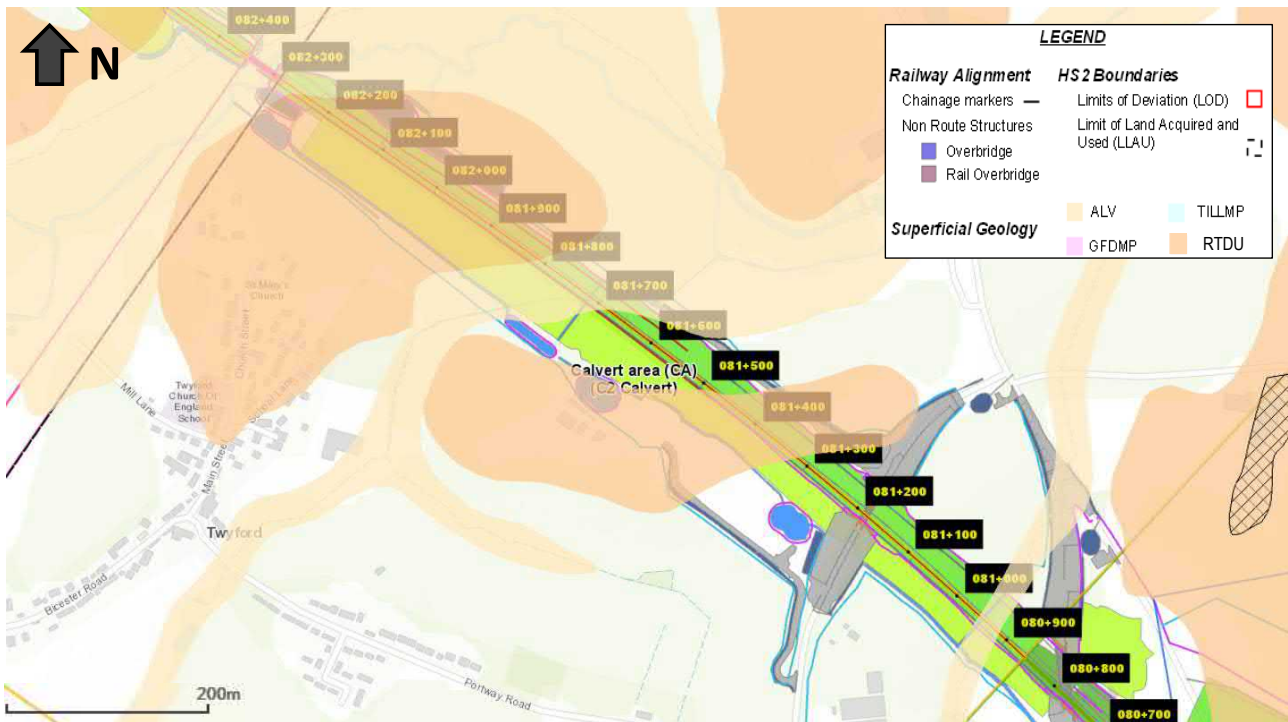 N
082+400
082+300
082+200
082+100
082+000
081+900
081+800
081+700
081+600
081+500
081+400
081+300
081+200
081+100
081+000
080+900
080+800
080+700
St Mary's
Church
Church Street
School Lane
Mill Lane
Twyford
Church Of
England
School
Main Street
Twyford
Bicester Road
Portway Road
Calvert area (CA)
(C2 Calvert)
200m
LEGEND
Railway Alignment
Chainage markers
Non Route Structures
Overbridge
Rail Overbridge
HS2 Boundaries
Limits of Deviation (LOD)
Limit of Land Acquired and
Used (LLAU)
Superficial Geology
ALV
TILLMP
GFDMP
RTDU